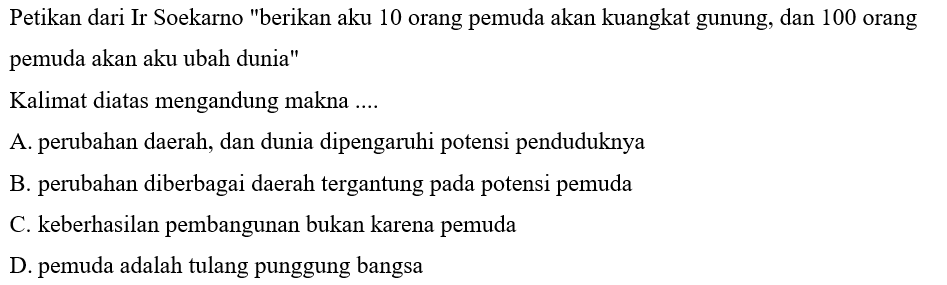 Petikan dari Ir Soekarno "berikan aku 10 orang pemuda akan kuangkat gunung, dan 100 orang
pemuda akan aku ubah dunia"
Kalimat diatas mengandung makna ....
A. perubahan daerah, dan dunia dipengaruhi potensi penduduknya
B. perubahan diberbagai daerah tergantung pada potensi pemuda
C. keberhasilan pembangunan bukan karena pemuda
D. pemuda adalah tulang punggung bangsa